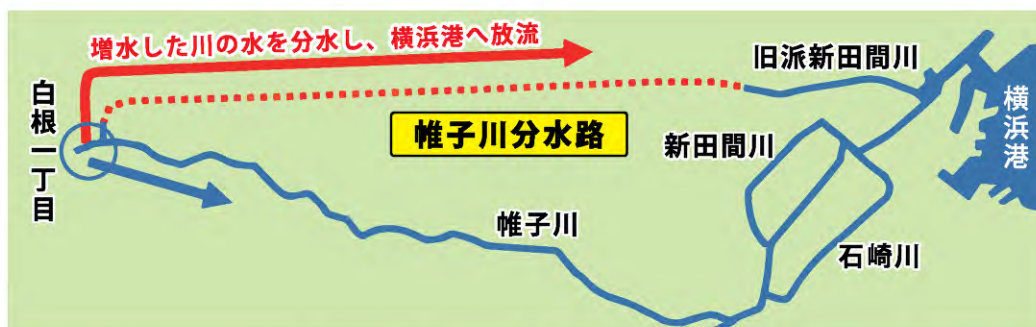 増水した川の水を分水し、横浜港へ放流
旧派新田間川
横浜港
白根一丁目
帷子川分水路
新田間川
帷子川
石崎川